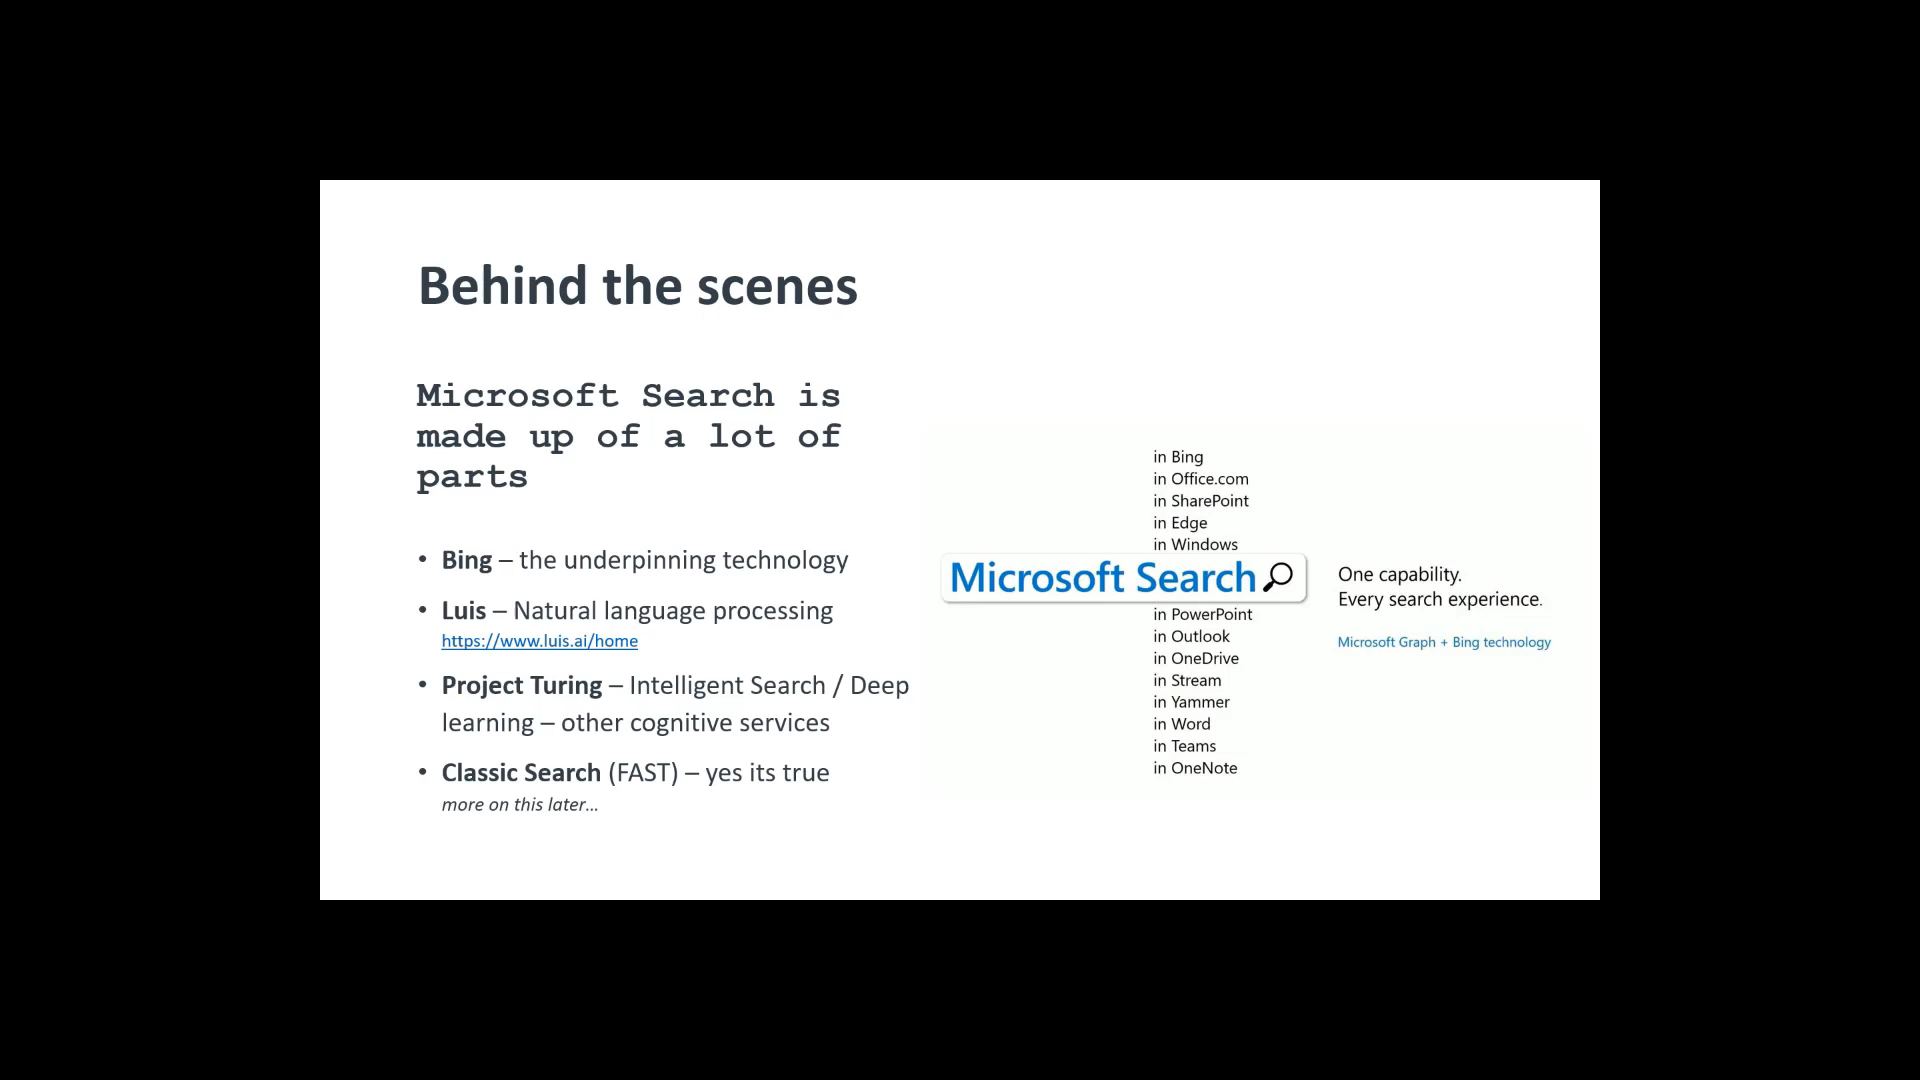 Behind the scenes
Microsoft Search is
made up of a lot of
parts
• Bing – the underpinning technology
• Luis – Natural language processing
https://www.luis.ai/home
• Project Turing – Intelligent Search / Deep
learning – other cognitive services
• Classic Search (FAST) – yes its true
more on this later...
in Bing
in Office.com
in SharePoint
in Edge
in Windows
Microsoft Search
in PowerPoint
in Outlook
in OneDrive
in Stream
in Yammer
in Word
in Teams
in OneNote
One capability.
Every search experience.
Microsoft Graph + Bing technology